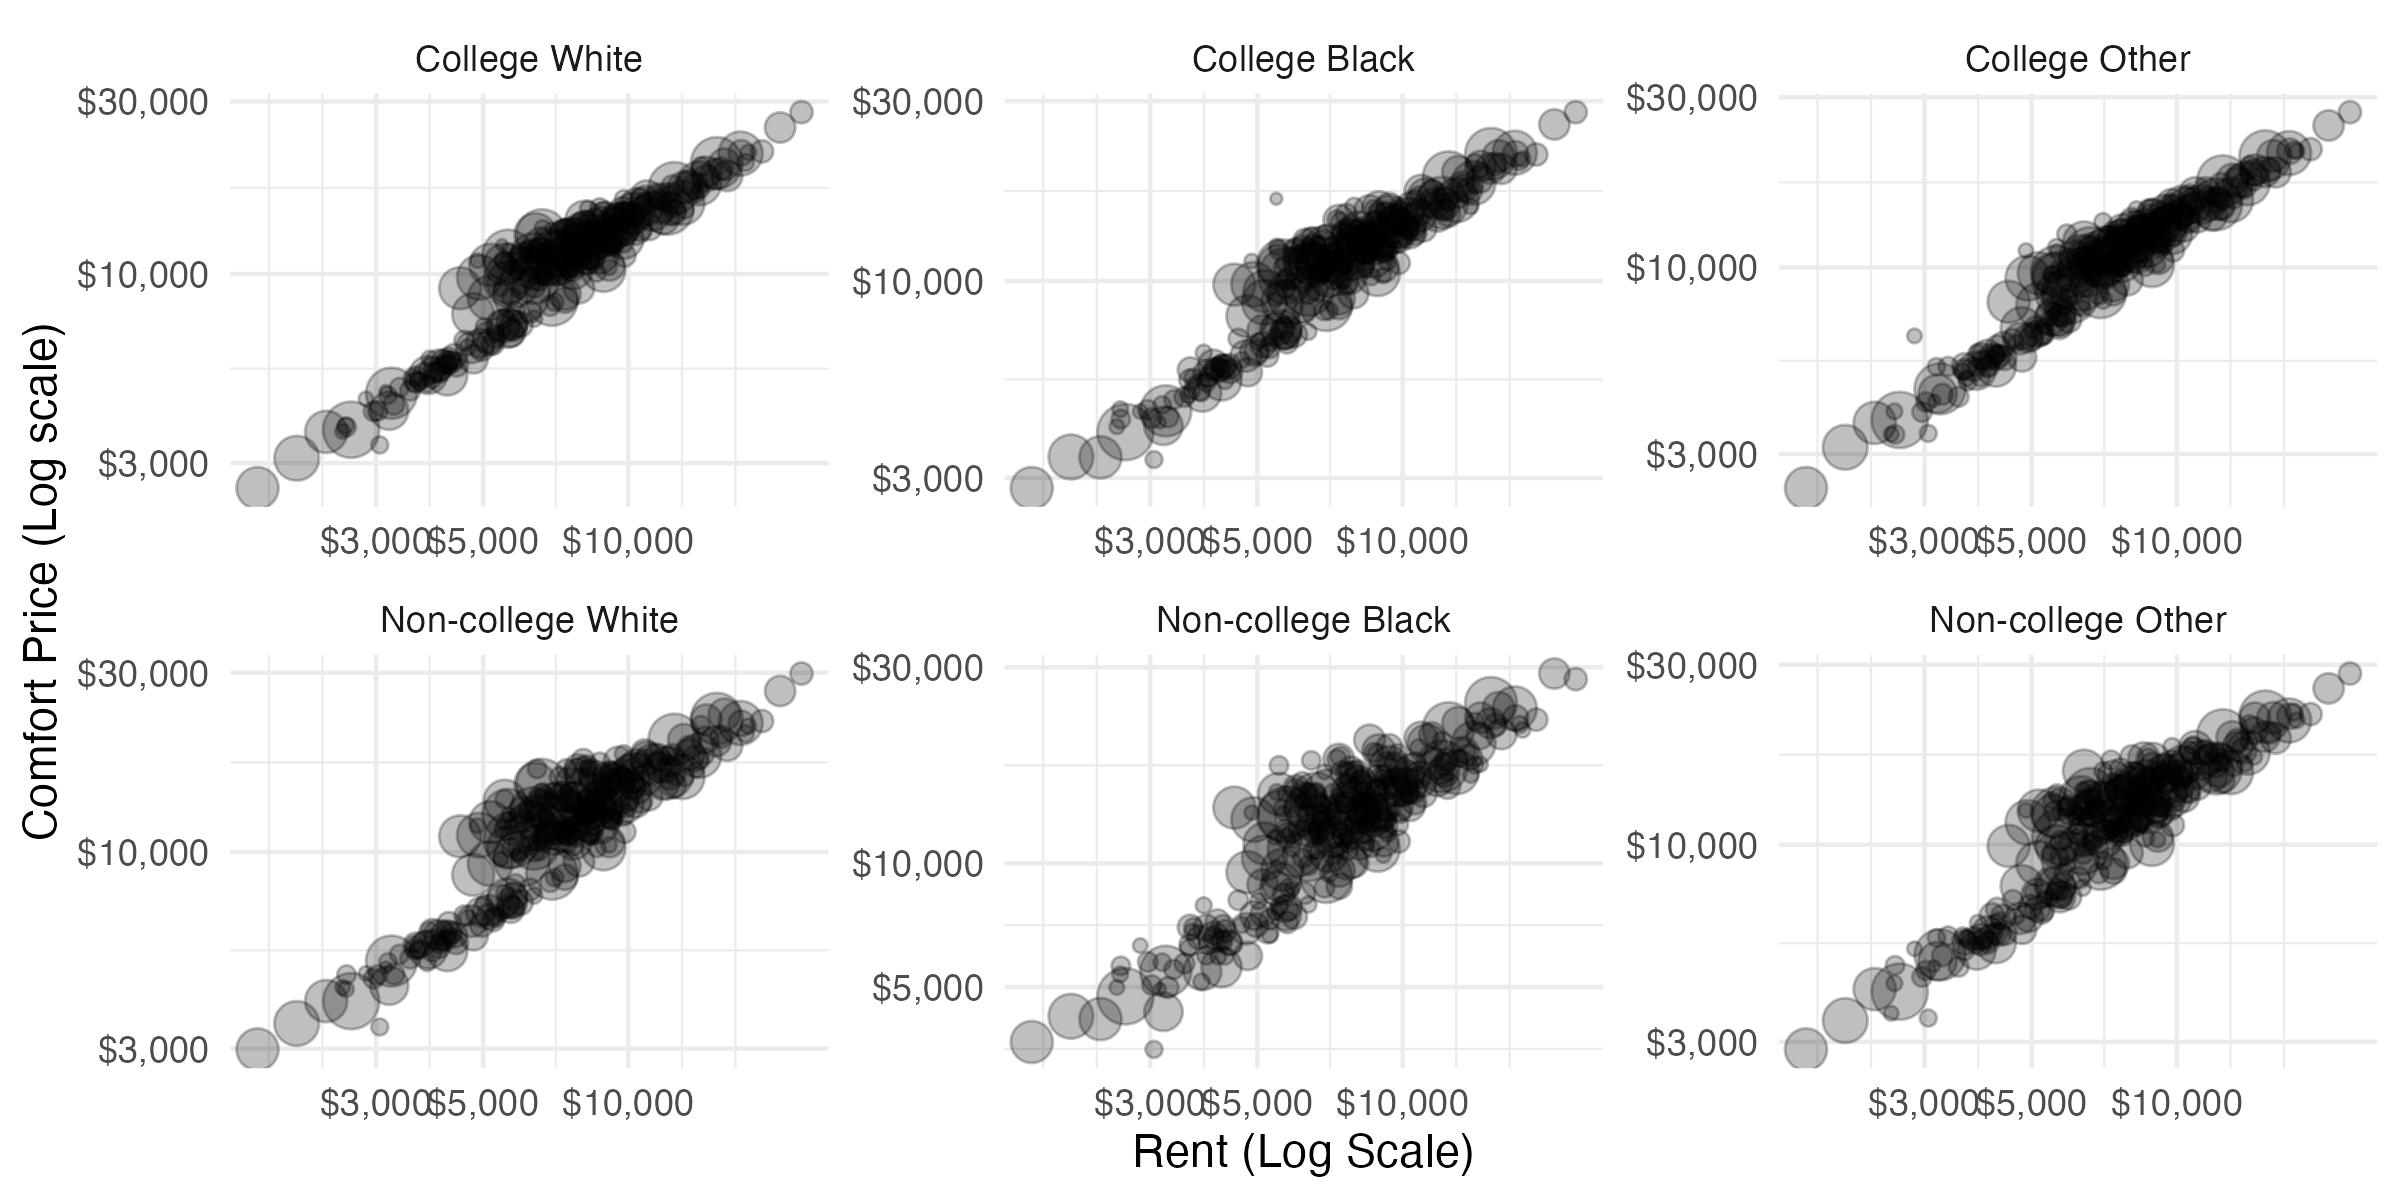 College White
College Black
College Other
$30,000
$10,000
$3,000
$30,000
$10,000
$3,000
$30,000
$10,000
$3,000
$3,000 $5,000 $10,000
$3,000 $5,000 $10,000
$3,000 $5,000 $10,000
Comfort Price (Log scale)
Non-college White
Non-college Black
Non-college Other
$30,000
$10,000
$3,000
$30,000
$10,000
$5,000
$30,000
$10,000
$3,000
$3,000 $5,000 $10,000
$3,000 $5,000 $10,000
$3,000 $5,000 $10,000
Rent (Log Scale)